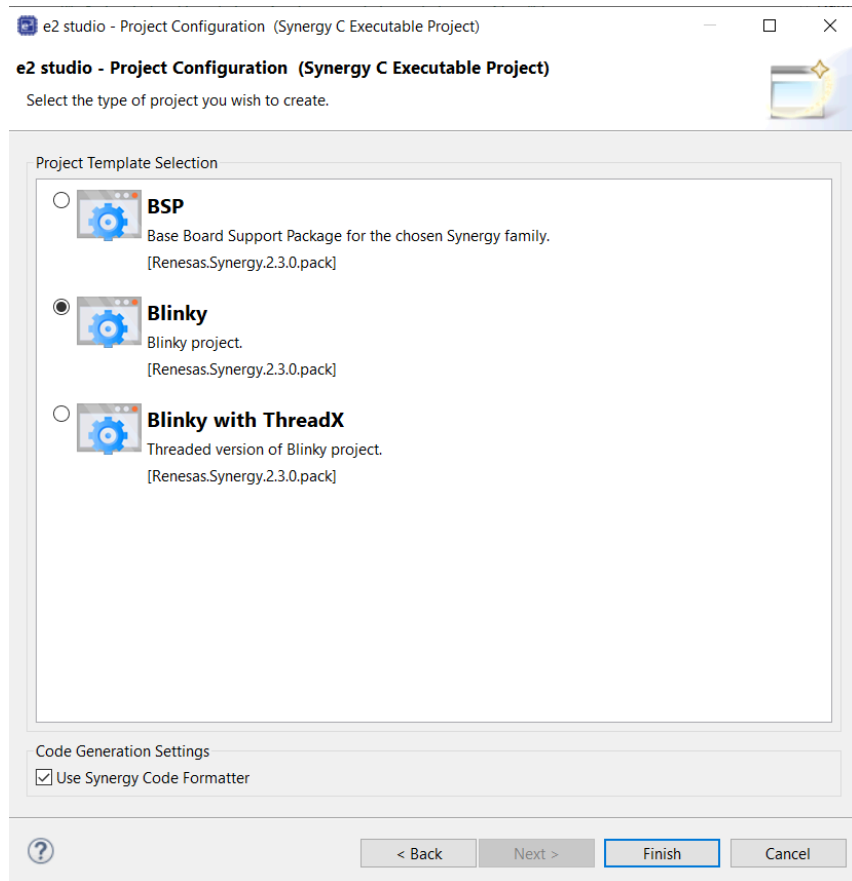 e2 studio - Project Configuration (Synergy C Executable Project)
e2 studio - Project Configuration (Synergy C Executable Project)
Select the type of project you wish to create.
Project Template Selection
BSP
Base Board Support Package for the chosen Synergy family.
[Renesas.Synergy.2.3.0.pack]
Blinky
Blinky project.
[Renesas.Synergy.2.3.0.pack]
Blinky with ThreadX
Threaded version of Blinky project.
[Renesas.Synergy.2.3.0.pack]
Code Generation Settings
Use Synergy Code Formatter
? < Back Next > Finish Cancel